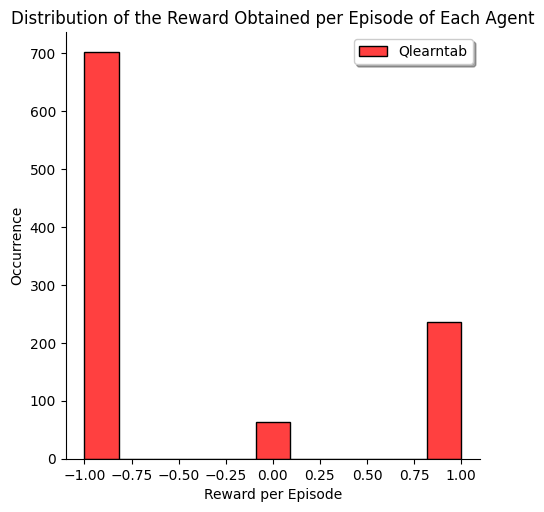 Distribution of the Reward Obtained per Episode of Each Agent
Qlearntab
700
600
500
400
300
200
100
0
Occurrence
−1.00 −0.75 −0.50 −0.25 0.00 0.25 0.50 0.75 1.00
Reward per Episode